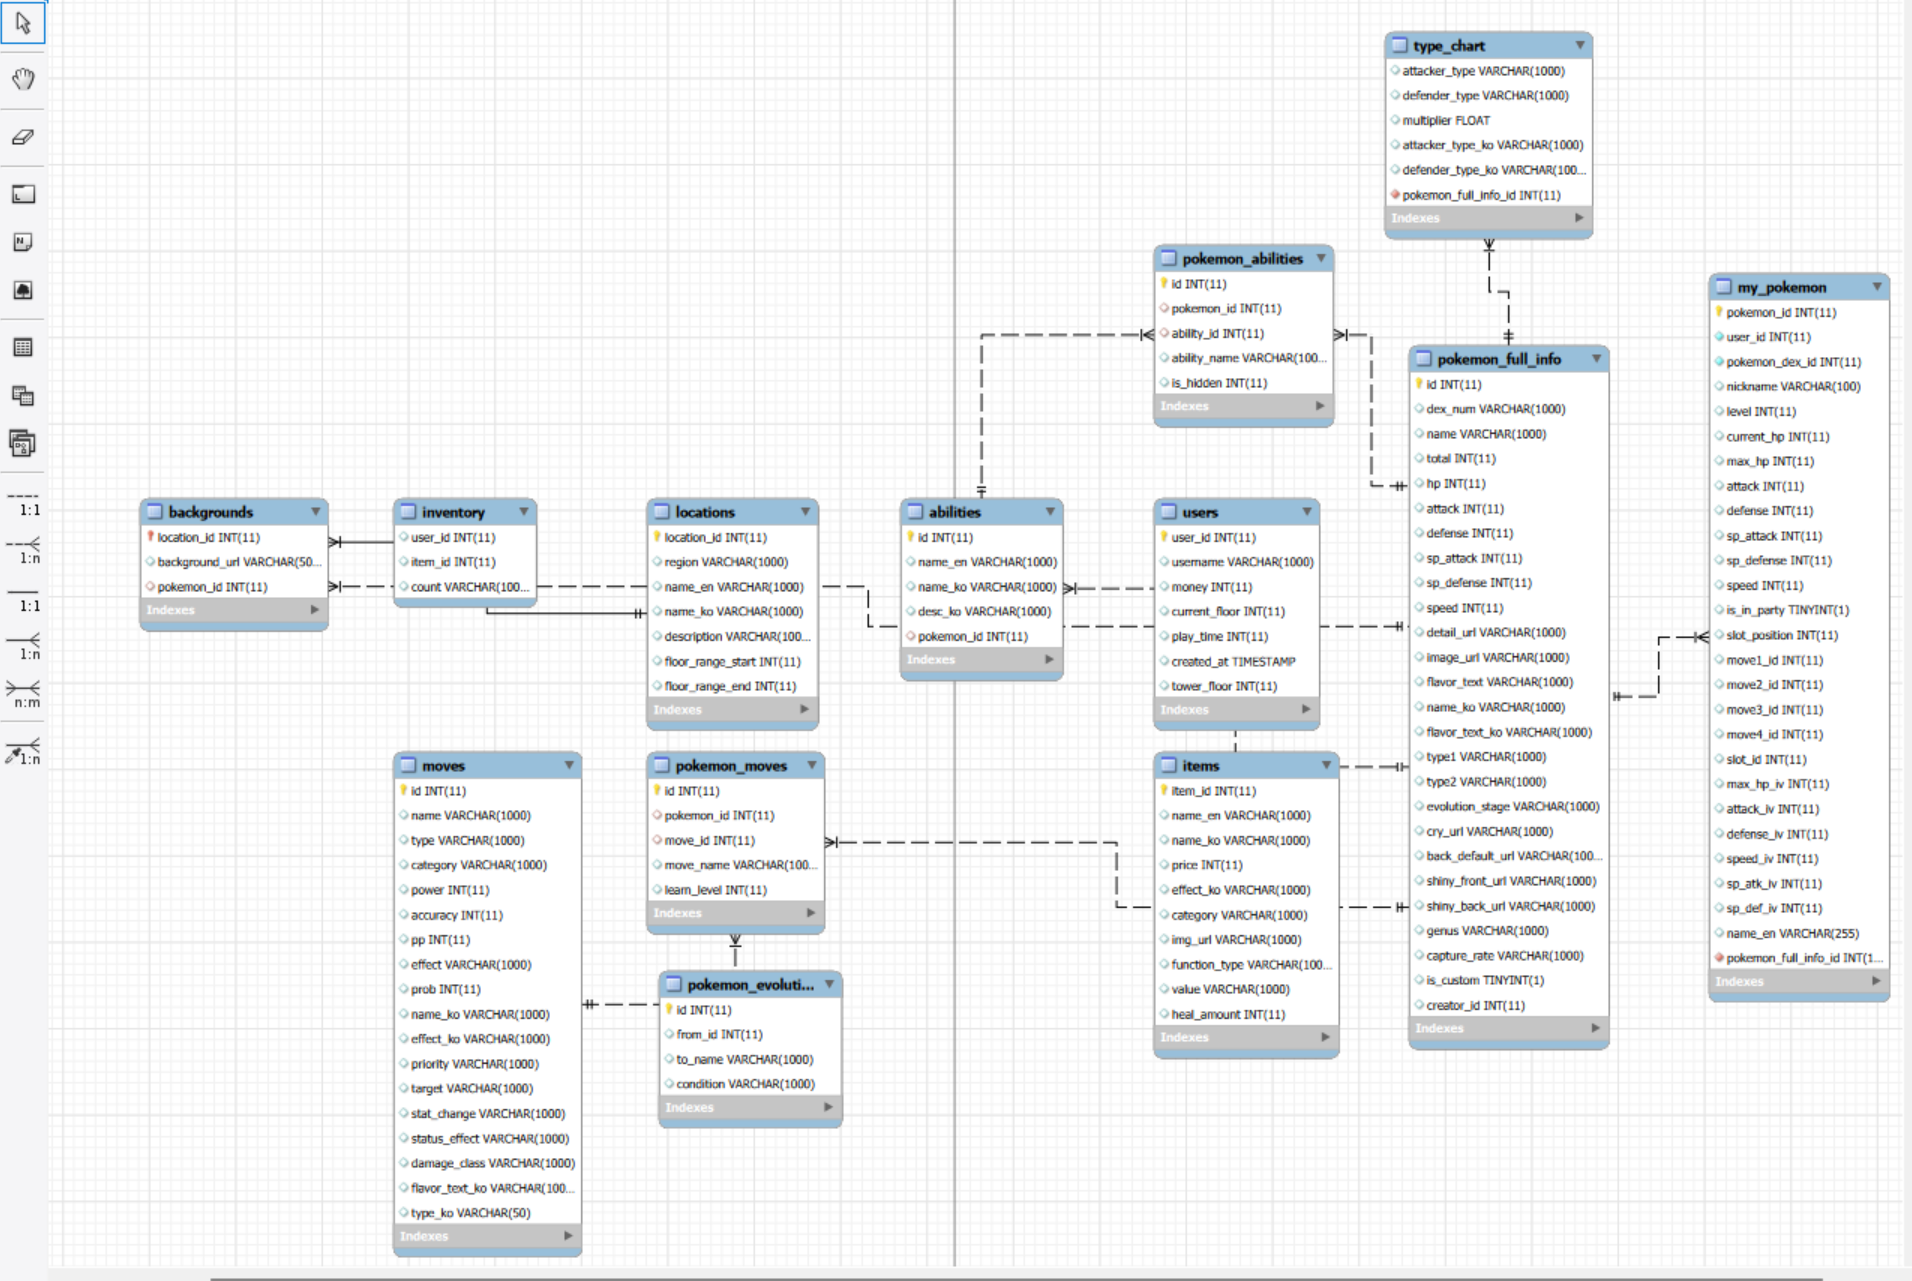 1:1
1:n
1:1
1:n
n:m
1:n
type_chart
attacker_type VARCHAR(1000)
defender_type VARCHAR(1000)
multiplier FLOAT
attacker_type_ko VARCHAR(1000)
defender_type_ko VARCHAR(100...
pokemon_full_info_id INT(11)
Indexes
pokemon_abilities
id INT(11)
pokemon_id INT(11)
ability_id INT(11)
ability_name VARCHAR(100...
is_hidden INT(11)
Indexes
my_pokemon
pokemon_id INT(11)
user_id INT(11)
pokemon_dex_id INT(11)
nickname VARCHAR(100)
level INT(11)
current_hp INT(11)
max_hp INT(11)
attack INT(11)
defense INT(11)
sp_attack INT(11)
sp_defense INT(11)
speed INT(11)
is_in_party TINYINT(1)
slot_position INT(11)
move1_id INT(11)
move2_id INT(11)
move3_id INT(11)
move4_id INT(11)
slot_id INT(11)
max_hp_iv INT(11)
attack_iv INT(11)
defense_iv INT(11)
speed_iv INT(11)
sp_atk_iv INT(11)
sp_def_iv INT(11)
name_en VARCHAR(255)
pokemon_full_info_id INT(1...
Indexes
pokemon_full_info
id INT(11)
dex_num VARCHAR(1000)
name VARCHAR(1000)
total INT(11)
hp INT(11)
attack INT(11)
defense INT(11)
sp_attack INT(11)
sp_defense INT(11)
speed INT(11)
detail_url VARCHAR(1000)
image_url VARCHAR(1000)
flavor_text VARCHAR(1000)
name_ko VARCHAR(1000)
flavor_text_ko VARCHAR(1000)
type1 VARCHAR(1000)
type2 VARCHAR(1000)
evolution_stage VARCHAR(1000)
cry_url VARCHAR(1000)
back_default_url VARCHAR(100...
shiny_front_url VARCHAR(1000)
shiny_back_url VARCHAR(1000)
genus VARCHAR(1000)
capture_rate VARCHAR(1000)
is_custom TINYINT(1)
creator_id INT(11)
Indexes
backgrounds
location_id INT(11)
background_url VARCHAR(50...
pokemon_id INT(11)
Indexes
inventory
user_id INT(11)
item_id INT(11)
count VARCHAR(100...
locations
location_id INT(11)
region VARCHAR(1000)
name_en VARCHAR(1000)
name_ko VARCHAR(1000)
description VARCHAR(100...
floor_range_start INT(11)
floor_range_end INT(11)
Indexes
abilities
id INT(11)
name_en VARCHAR(1000)
name_ko VARCHAR(1000)
desc_ko VARCHAR(1000)
pokemon_id INT(11)
Indexes
users
user_id INT(11)
username VARCHAR(1000)
money INT(11)
current_floor INT(11)
play_time INT(11)
created_at TIMESTAMP
tower_floor INT(11)
Indexes
moves
id INT(11)
name VARCHAR(1000)
type VARCHAR(1000)
category VARCHAR(1000)
power INT(11)
accuracy INT(11)
pp INT(11)
effect VARCHAR(1000)
prob INT(11)
name_ko VARCHAR(1000)
effect_ko VARCHAR(1000)
priority VARCHAR(1000)
target VARCHAR(1000)
stat_change VARCHAR(1000)
status_effect VARCHAR(1000)
damage_class VARCHAR(1000)
flavor_text_ko VARCHAR(100...
type_ko VARCHAR(50)
Indexes
pokemon_moves
id INT(11)
pokemon_id INT(11)
move_id INT(11)
move_name VARCHAR(100...
learn_level INT(11)
Indexes
pokemon_evoluti...
id INT(11)
from_id INT(11)
to_name VARCHAR(1000)
condition VARCHAR(1000)
Indexes
items
item_id INT(11)
name_en VARCHAR(1000)
name_ko VARCHAR(1000)
price INT(11)
effect_ko VARCHAR(1000)
category VARCHAR(1000)
img_url VARCHAR(1000)
function_type VARCHAR(100...
value VARCHAR(1000)
heal_amount INT(11)
Indexes